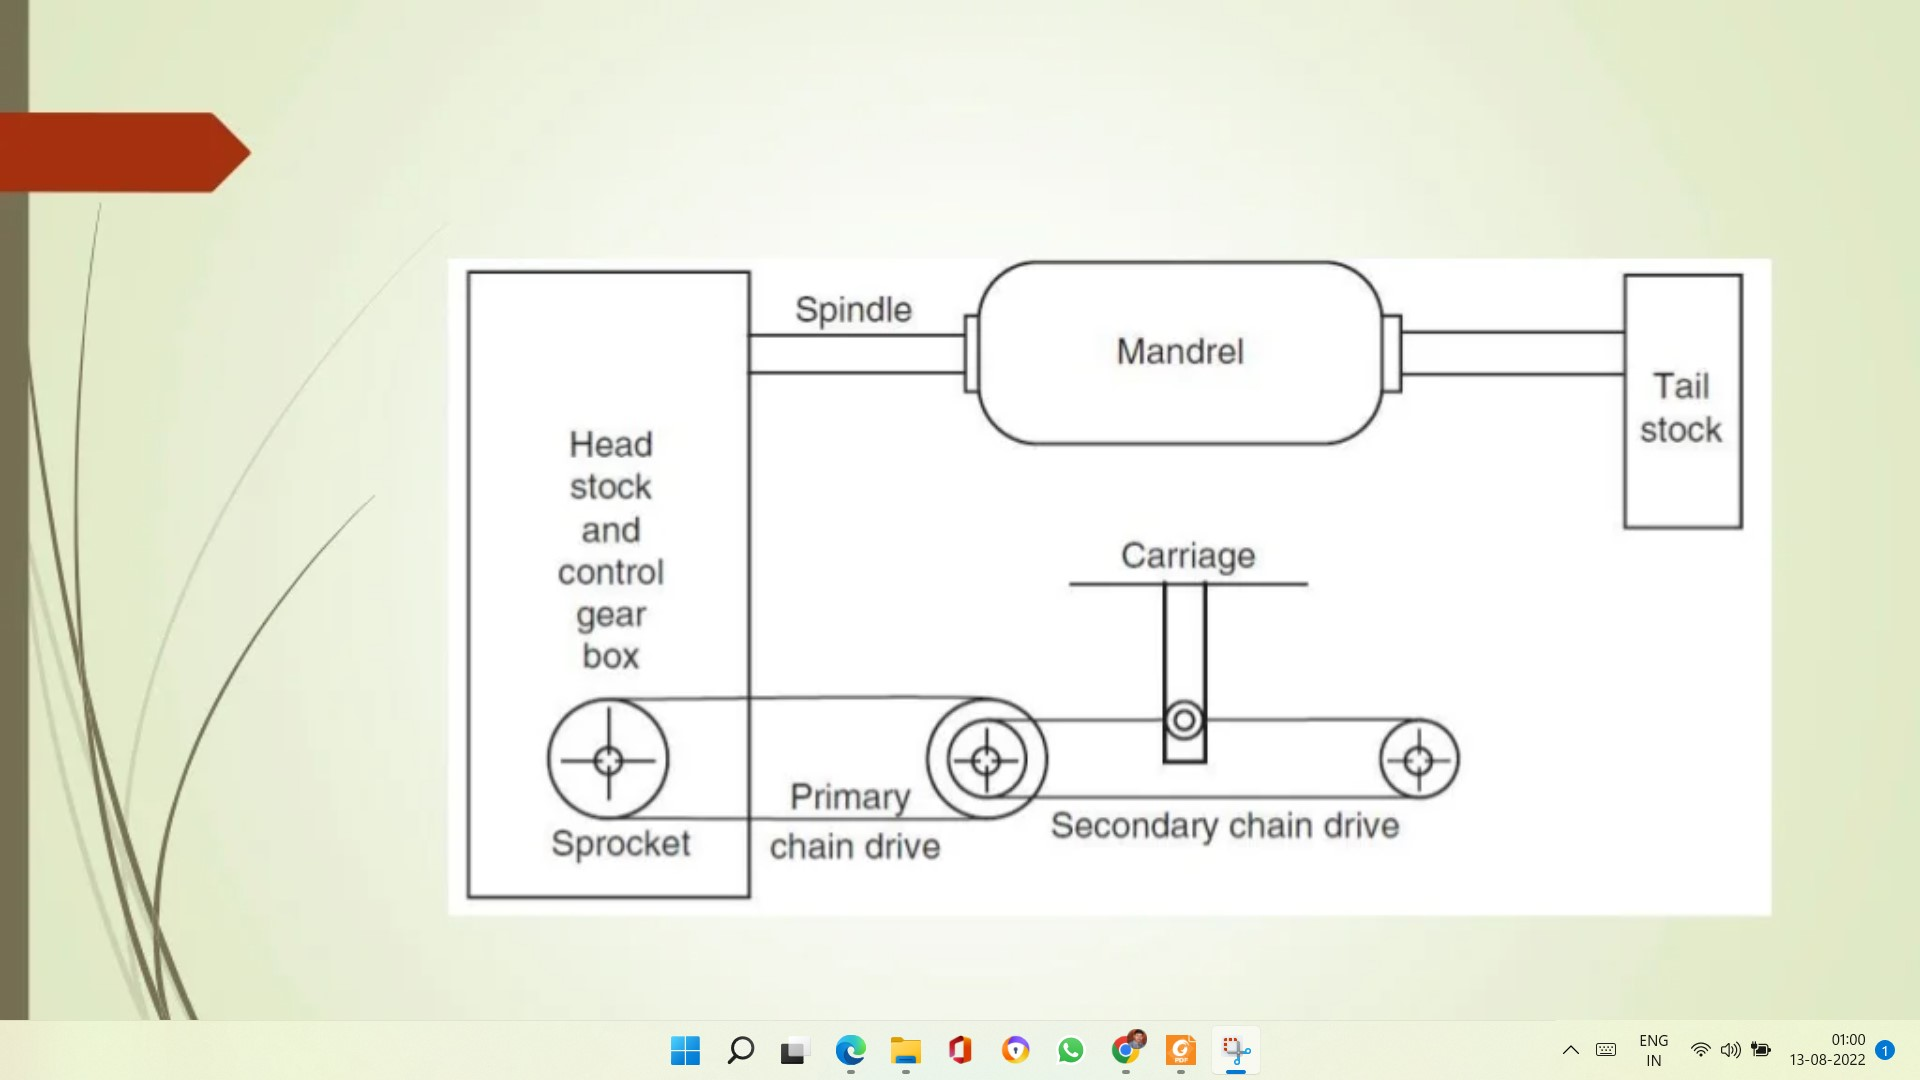 Spindle
Mandrel
Tail
stock
Head
stock
and
control
gear
box
Carriage
Sprocket
Primary
chain drive
Secondary chain drive
ENG
IN
01:00
13-08-2022
1
PDF